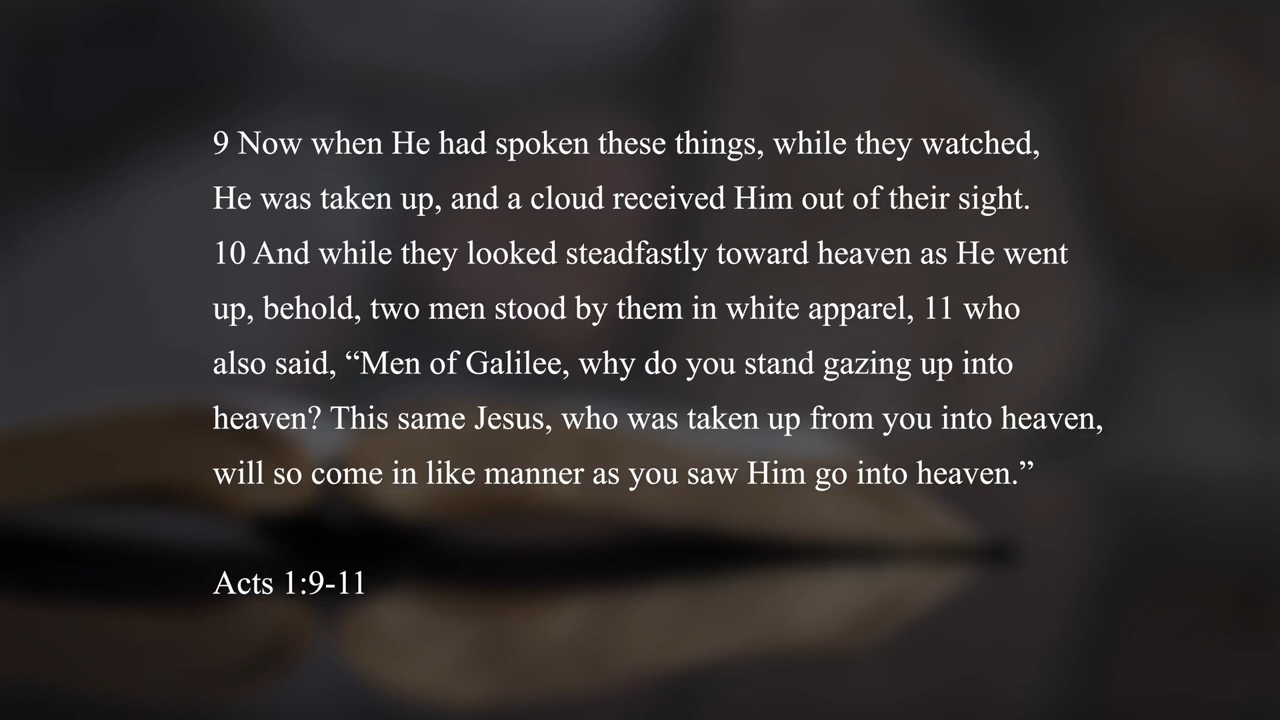 9 Now when He had spoken these things, while they watched,
He was taken up, and a cloud received Him out of their sight.
10 And while they looked steadfastly toward heaven as He went
up, behold, two men stood by them in white apparel, 11 who
also said, “Men of Galilee, why do you stand gazing up into
heaven? This same Jesus, who was taken up from you into heaven,
will so come in like manner as you saw Him go into heaven.”
Acts 1:9-11